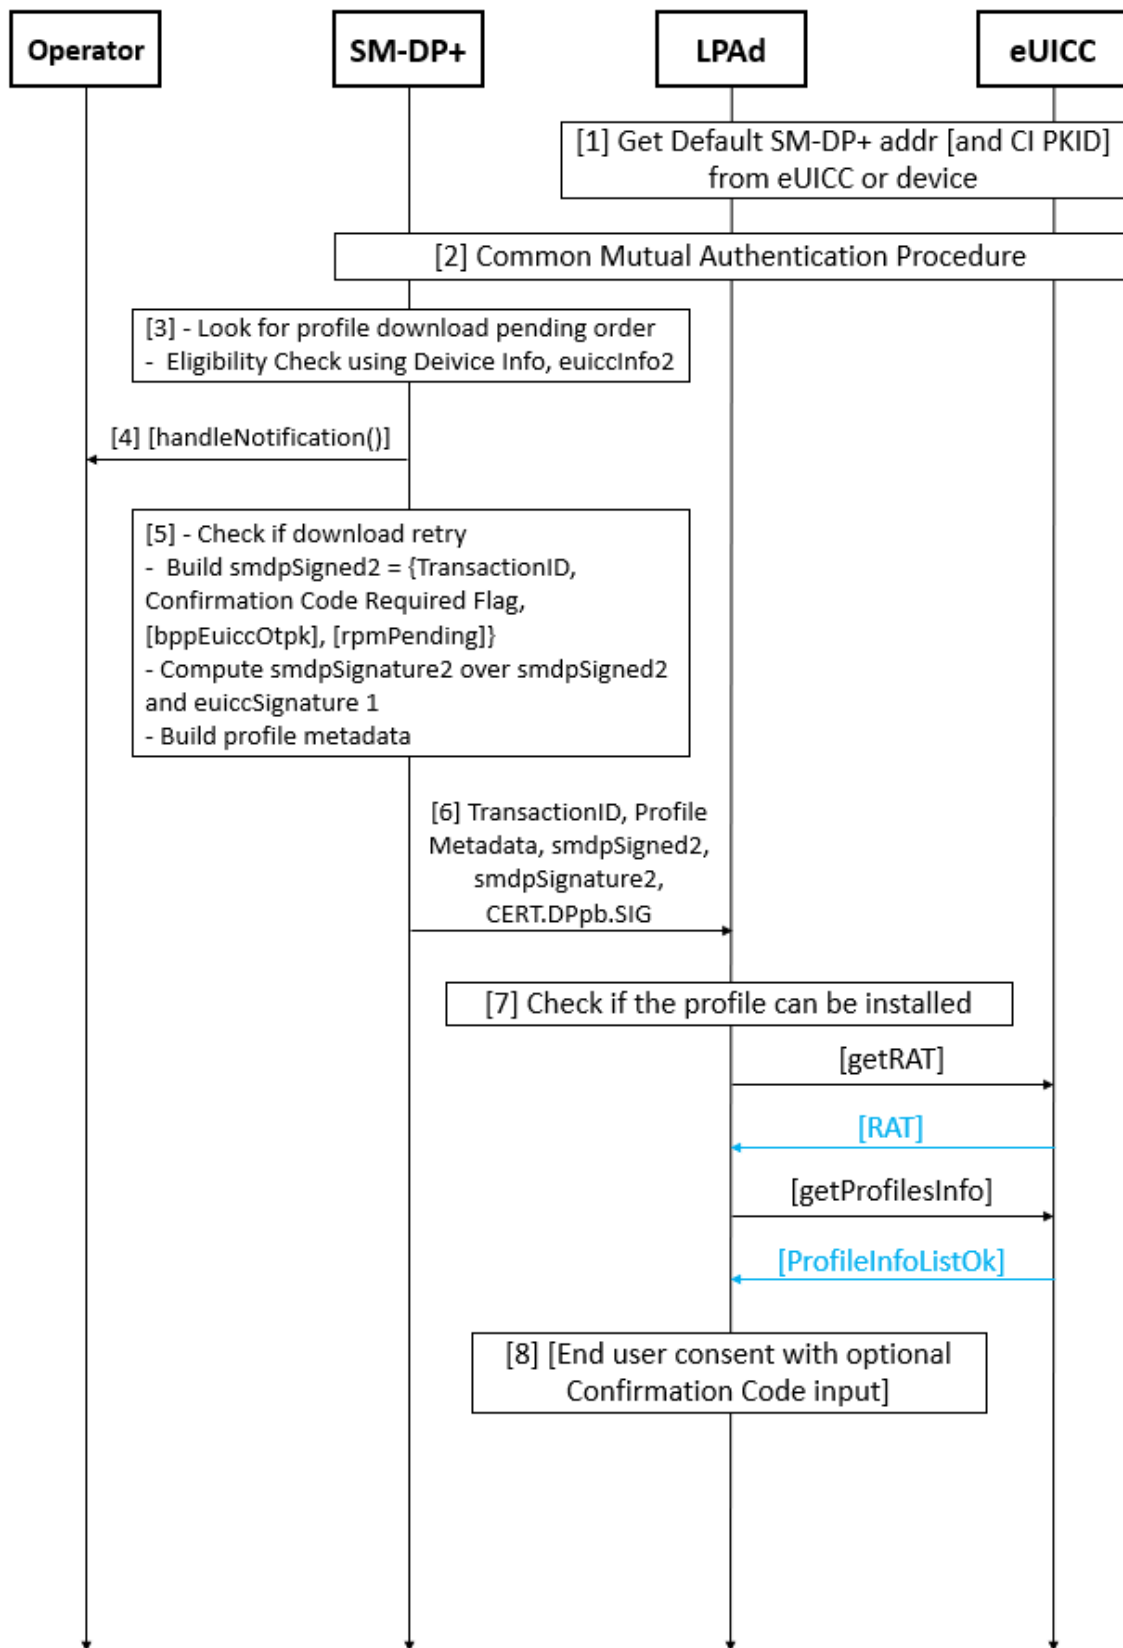 Operator
SM-DP+
LPAd
eUICC
[1] Get Default SM-DP+ addr [and CI PKID]
from eUICC or device
[2] Common Mutual Authentication Procedure
[3] - Look for profile download pending order
- Eligibility Check using Deivice Info, euiccInfo2
[4] [handleNotification()]
[5] - Check if download retry
- Build smdpSigned2 = {TransactionID,
Confirmation Code Required Flag,
[bppEuiccOtpk], [rpmPending]}
- Compute smdpSignature2 over smdpSigned2
and euiccSignature 1
- Build profile metadata
[6] TransactionID, Profile
Metadata, smdpSigned2,
smdpSignature2,
CERT.DPpb.SIG
[7] Check if the profile can be installed
[getRAT]
[RAT]
[getProfilesInfo]
[ProfileInfoListOk]
[8] [End user consent with optional
Confirmation Code input]